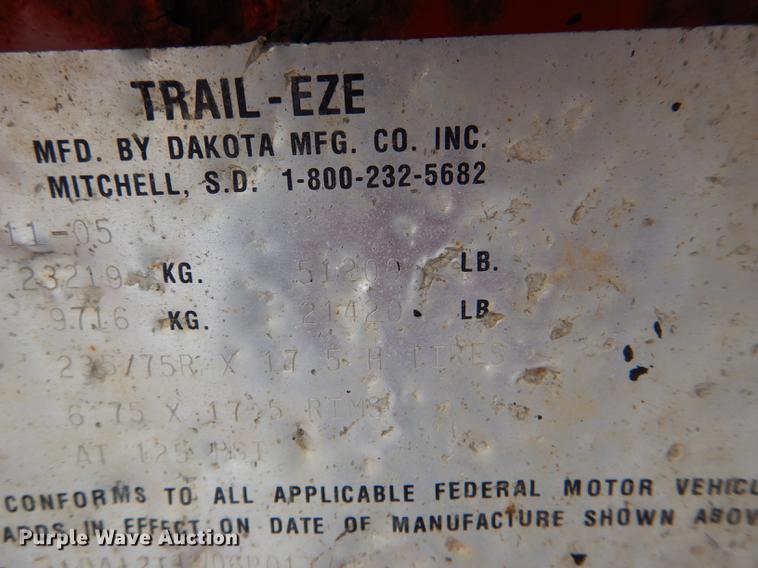 TRAIL-EZE
MFD. BY DAKOTA MFG. CO. INC.
MITCHELL, S.D. 1-800-232-5682
11-05
23219 KG. 51200 LB.
9716 KG. 21420 LB
235/75R X 17.5 H TIRES
6.75 X 17.5 RIMS
AT 125 PSI
CONFORMS TO ALL APPLICABLE FEDERAL MOTOR VEHICL
ADDS IN EFFECT ON DATE OF MANUFACTURE SHOWN ABOV
Purple Wave Auction